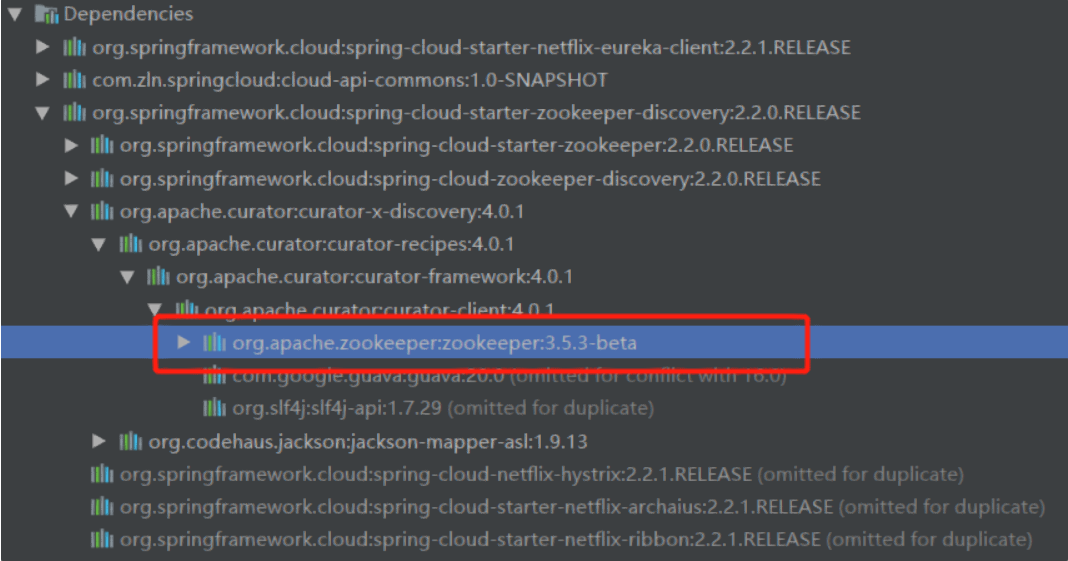 Dependencies
org.springframework.cloud:spring-cloud-starter-netflix-eureka-client:2.2.1.RELEASE
com.zln.springcloud:cloud-api-commons:1.0-SNAPSHOT
org.springframework.cloud:spring-cloud-starter-zookeeper-discovery:2.2.0.RELEASE
org.springframework.cloud:spring-cloud-starter-zookeeper:2.2.0.RELEASE
org.springframework.cloud:spring-cloud-zookeeper-discovery:2.2.0.RELEASE
org.apache.curator:curator-x-discovery:4.0.1
org.apache.curator:curator-recipes:4.0.1
org.apache.curator:curator-framework:4.0.1
org.apache.curator:curator-client:4.0.1
org.apache.zookeeper:zookeeper:3.5.3-beta
com.google.guava:guava:20.0 (omitted for conflict with 16.0)
org.slf4j:slf4j-api:1.7.29 (omitted for duplicate)
org.codehaus.jackson:jackson-mapper-asl:1.9.13
org.springframework.cloud:spring-cloud-netflix-hystrix:2.2.1.RELEASE (omitted for duplicate)
org.springframework.cloud:spring-cloud-starter-netflix-archaius:2.2.1.RELEASE (omitted for duplicate)
org.springframework.cloud:spring-cloud-starter-netflix-ribbon:2.2.1.RELEASE (omitted for duplicate)